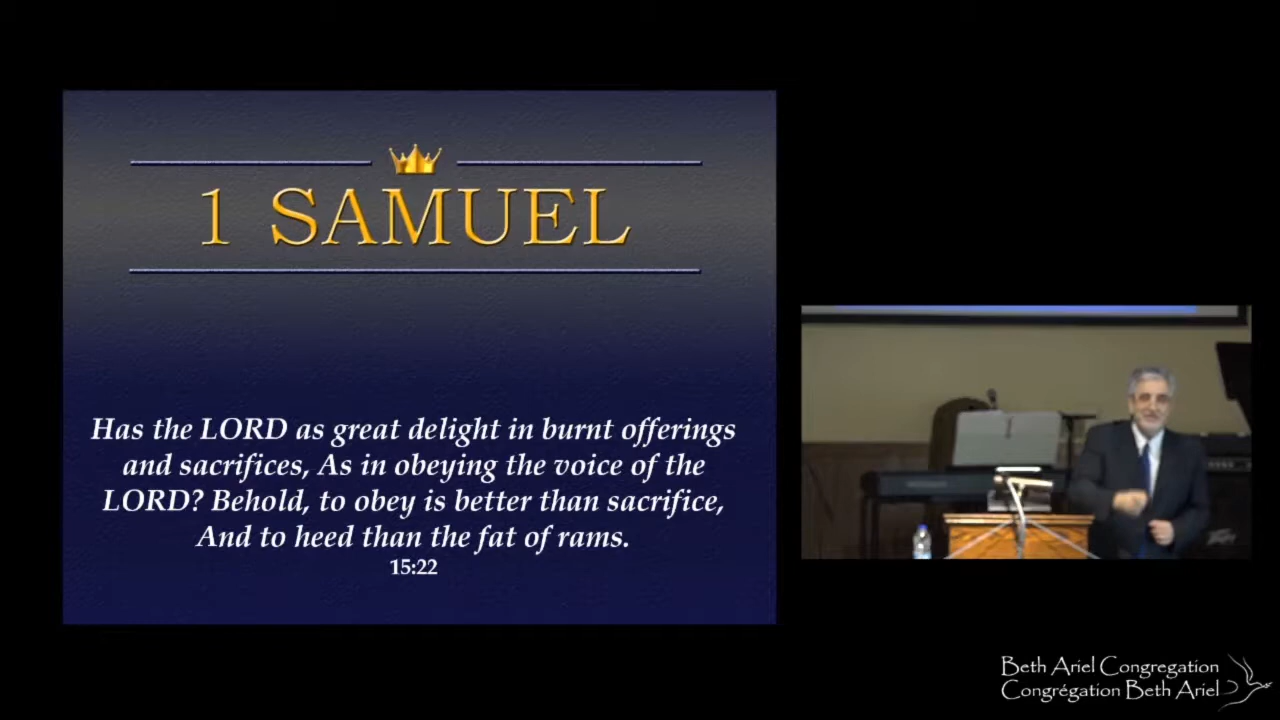 1 SAMUEL
Has the LORD as great delight in burnt offerings
and sacrifices, As in obeying the voice of the
LORD? Behold, to obey is better than sacrifice,
And to heed than the fat of rams.
15:22
Beth Ariel Congregation
Congrégation Beth Ariel